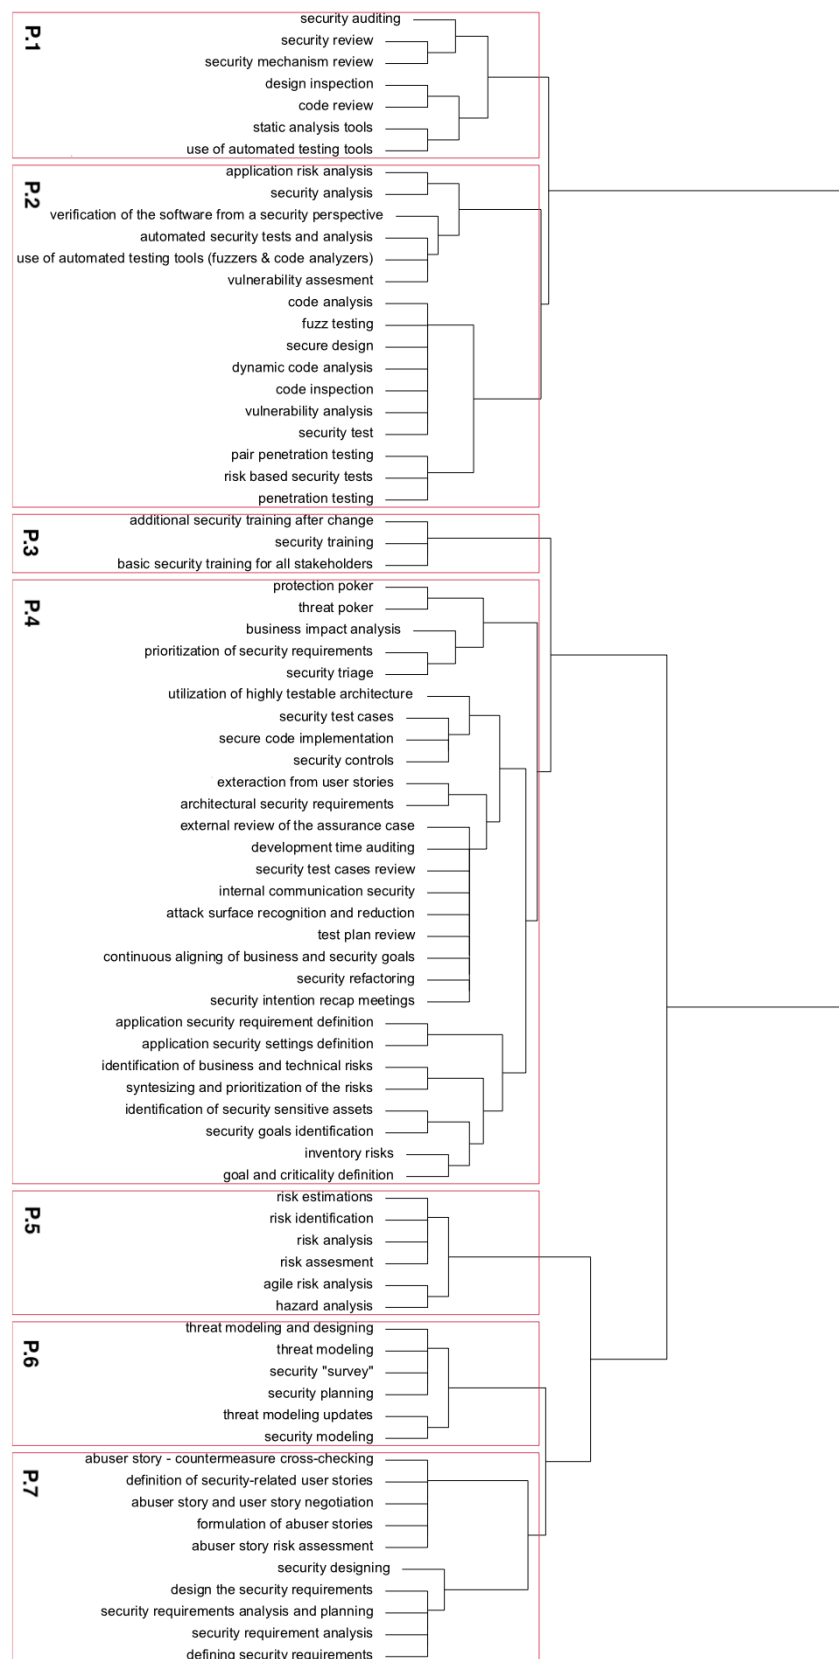 P.1
security auditing
security review
security mechanism review
design inspection
code review
static analysis tools
use of automated testing tools
P.2
application risk analysis
security analysis
verification of the software from a security perspective
automated security tests and analysis
use of automated testing tools (fuzzers & code analyzers)
vulnerability assesment
code analysis
fuzz testing
secure design
dynamic code analysis
code inspection
vulnerability analysis
security test
pair penetration testing
risk based security tests
penetration testing
P.3
additional security training after change
security training
basic security training for all stakeholders
P.4
protection poker
threat poker
business impact analysis
prioritization of security requirements
security triage
utilization of highly testable architecture
security test cases
secure code implementation
security controls
exteraction from user stories
architectural security requirements
external review of the assurance case
development time auditing
security test cases review
internal communication security
attack surface recognition and reduction
test plan review
continuous aligning of business and security goals
security refactoring
security intention recap meetings
application security requirement definition
application security settings definition
identification of business and technical risks
syntesizing and prioritization of the risks
identification of security sensitive assets
security goals identification
inventory risks
goal and criticality definition
P.5
risk estimations
risk identification
risk analysis
risk assesment
agile risk analysis
hazard analysis
P.6
threat modeling and designing
threat modeling
security "survey"
security planning
threat modeling updates
security modeling
P.7
abuser story - countermeasure cross-checking
definition of security-related user stories
abuser story and user story negotiation
formulation of abuser stories
abuser story risk assessment
security designing
design the security requirements
security requirements analysis and planning
security requirement analysis
defining security requirements